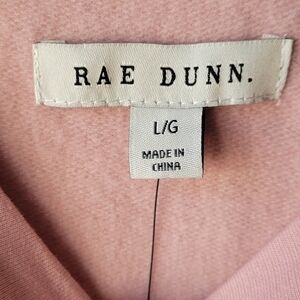 RAE DUNN.
L/G
MADE IN
CHINA